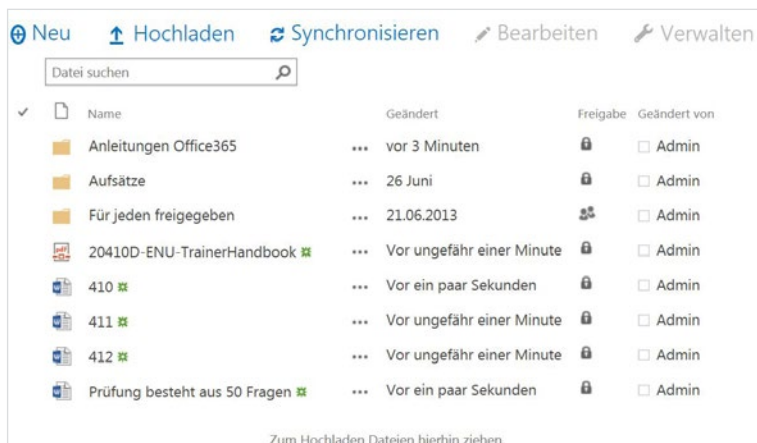 Neu Hochladen Synchronisieren Bearbeiten Verwalten
Datei suchen
Name Geändert Freigabe Geändert von
Anleitungen Office365 ... vor 3 Minuten Admin
Aufsätze ... 26 Juni Admin
Für jeden freigegeben ... 21.06.2013 Admin
pdf 20410D-ENU-TrainerHandbook ... Vor ungefähr einer Minute Admin
410 ... Vor ein paar Sekunden Admin
411 ... Vor ungefähr einer Minute Admin
412 ... Vor ungefähr einer Minute Admin
Prüfung besteht aus 50 Fragen ... Vor ein paar Sekunden Admin
Zum Hochladen Dateien hierhin ziehen